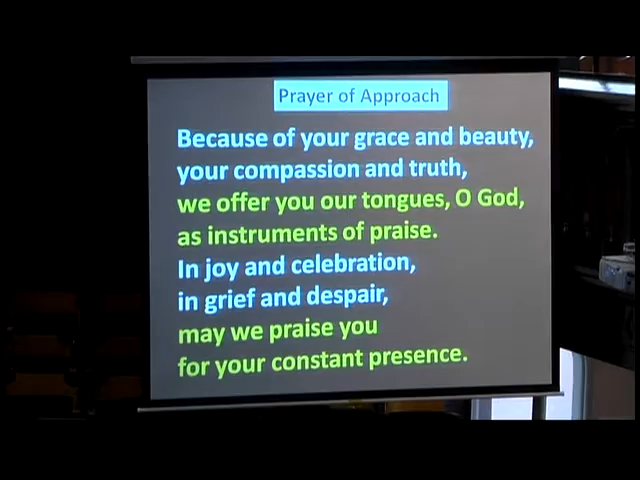 Prayer of Approach
Because of your grace and beauty,
your compassion and truth,
we offer you our tongues, O God,
as instruments of praise.
In joy and celebration,
in grief and despair,
may we praise you
for your constant presence.